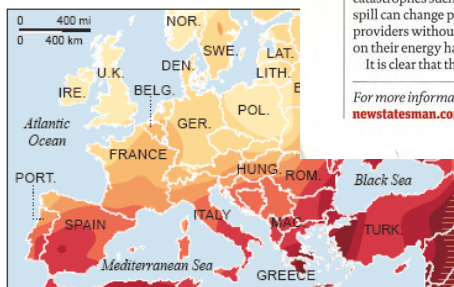 0 400 mi
0 400 km
NOR.
SWE.
LAT.
LITH.
DEN.
U.K.
IRE.
BELG.
POL.
GER.
Atlantic
Ocean
FRANCE
HUNG.
ROM.
PORT.
SPAIN
ITALY
MAC.
Black Sea
TURK.
Mediterranean Sea
GREECE
spill can change p
providers withou
on their energy ha
It is clear that th
For more informa
newstatesman.co